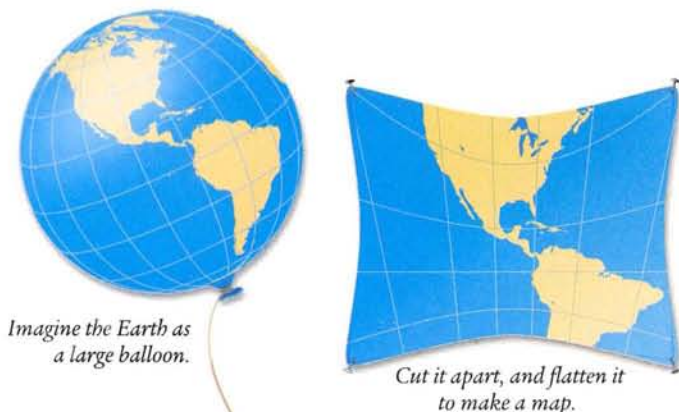 Imagine the Earth as
a large balloon.
Cut it apart, and flatten it
to make a map.